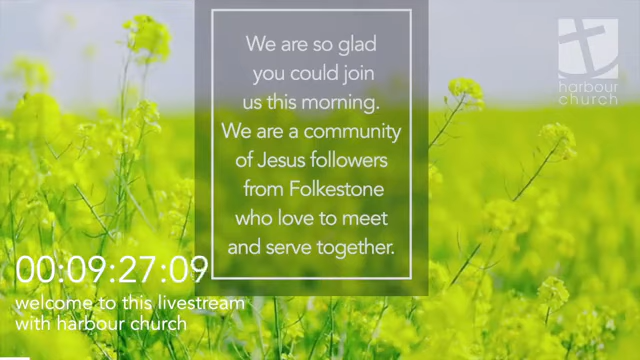 We are so glad
you could join
us this morning.
We are a community
of Jesus followers
from Folkestone
who love to meet
and serve together.
harbour
church
00:09:27:09
welcome to this livestream
with harbour church